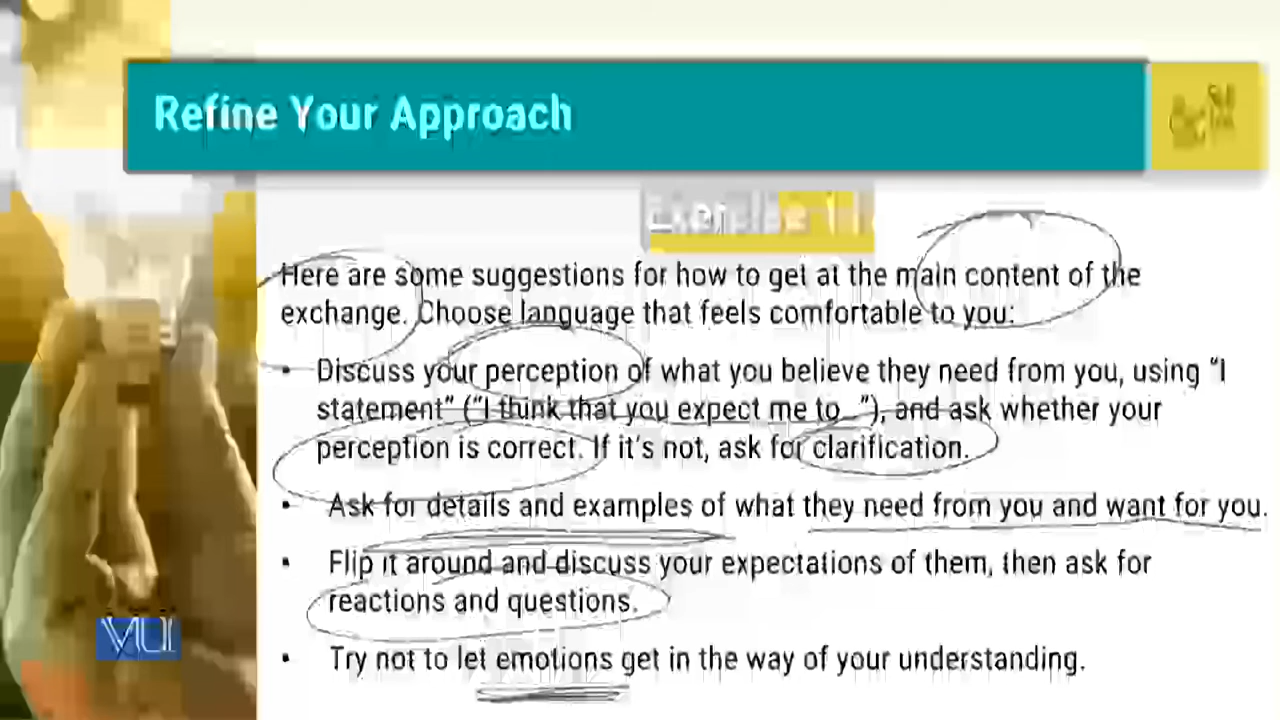 Refine Your Approach
Here are some suggestions for how to get at the main content of the
exchange. Choose language that feels comfortable to you:
▪ Discuss your perception of what you believe they need from you, using “I
statement” (“I think that you expect me to...”), and ask whether your
perception is correct. If it’s not, ask for clarification.
▪ Ask for details and examples of what they need from you and want for you.
▪ Flip it around and discuss your expectations of them, then ask for
reactions and questions.
▪ Try not to let emotions get in the way of your understanding.
VU